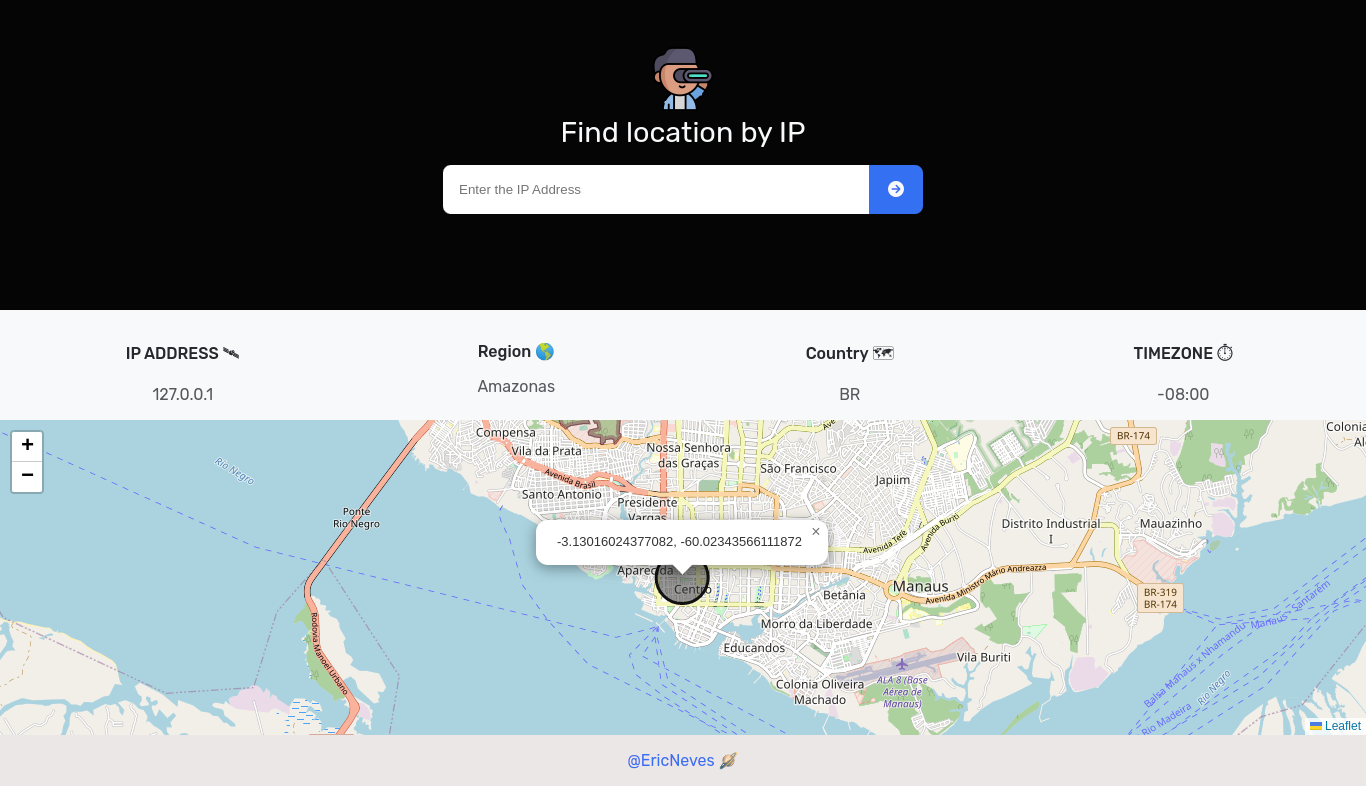 Find location by IP
Enter the IP Address
IP ADDRESS 🛰
Region 🌎
Country 🗺
TIMEZONE ⏱
127.0.0.1
Amazonas
BR
-08:00
+
−
Compensa
Vila da Prata
Rio Negro
Avenida Brasil
Santo Antonio
Ponte
Rio Negro
Nossa Senhora
das Graças
São Francisco
Presidente
Vargas
Japiim
BR-174
Colonia
Distrito Industrial
I
Mauazinho
-3.13016024377082, -60.02343566111872
×
Avenida Tefé
Avenida Buriti
Aparecida
Centro
Betânia
Manaus
Avenida Ministro Mário Andreazza
BR-319
BR-174
Morro da Liberdade
Educandos
Vila Buriti
Rodovia Manoel Urbano
Colonia Oliveira
Machado
ALA 8 (Base
Aérea de
Manaus)
Balsa Manaus x Nhamundu
Manaus - Santarém
Rio Negro
Rio Madeira
Leaflet
@EricNeves 🪐